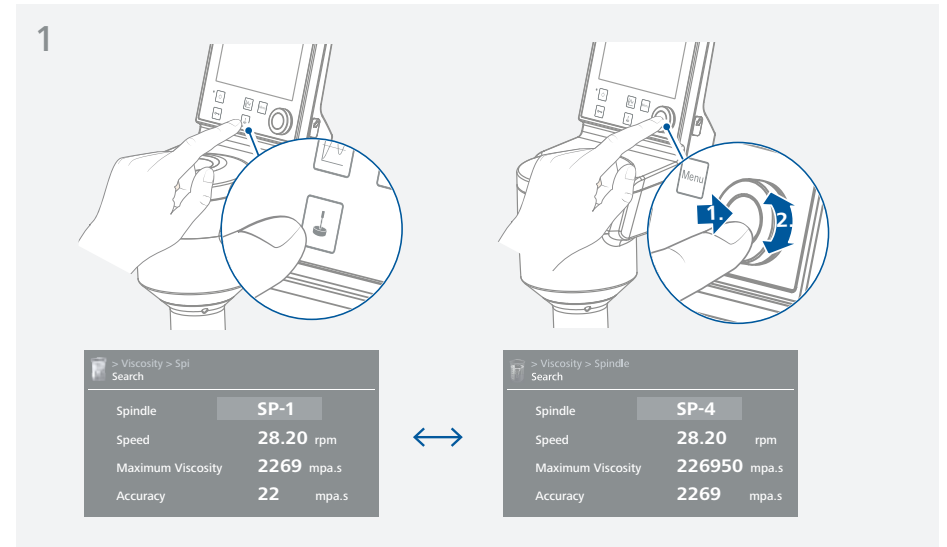 1
Menu
1.
2.
> Viscosity > Spi
Search
Spindle SP-1
Speed 28.20 rpm
Maximum Viscosity 2269 mpa.s
Accuracy 22 mpa.s
> Viscosity > Spindle
Search
Spindle SP-4
Speed 28.20 rpm
Maximum Viscosity 226950 mpa.s
Accuracy 2269 mpa.s